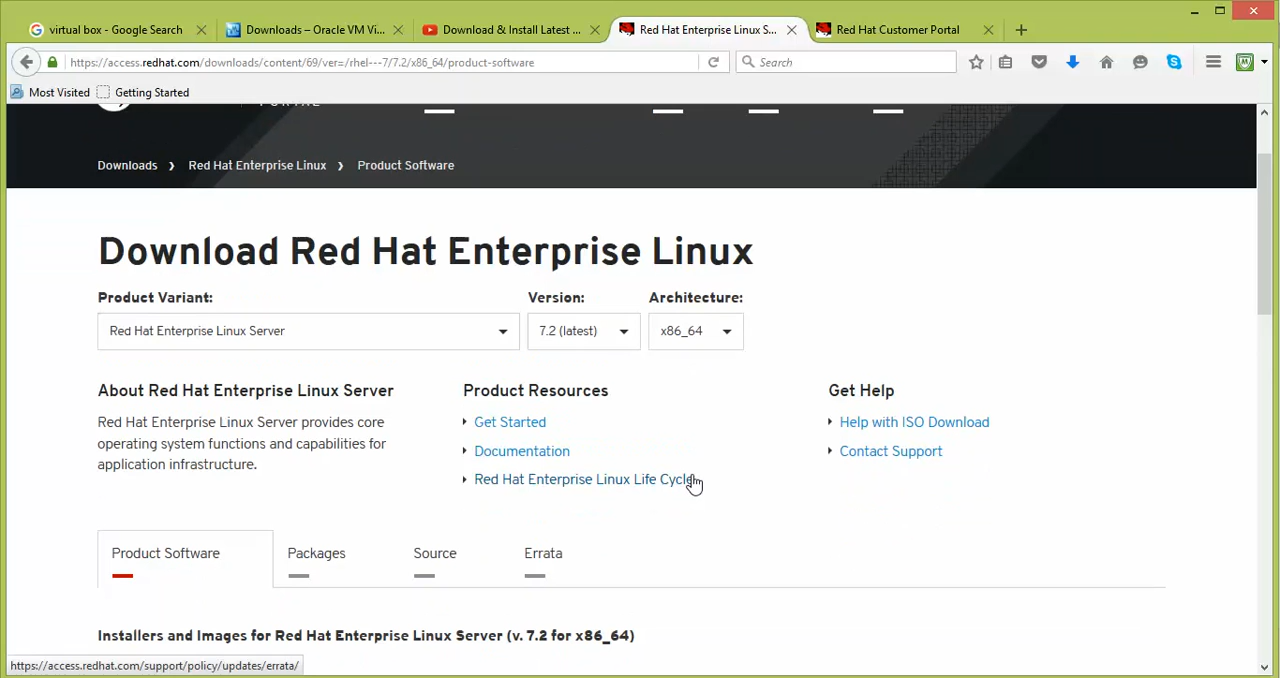 virtual box - Google Search
Downloads – Oracle VM Vi...
Download & Install Latest ...
Red Hat Enterprise Linux S...
Red Hat Customer Portal
https://access.redhat.com/downloads/content/69/ver=/rhel---7/7.2/x86_64/product-software
Search
Most Visited
Getting Started
Downloads
Red Hat Enterprise Linux
Product Software
Download Red Hat Enterprise Linux
Product Variant:
Version:
Architecture:
Red Hat Enterprise Linux Server
7.2 (latest)
x86_64
About Red Hat Enterprise Linux Server
Red Hat Enterprise Linux Server provides core
operating system functions and capabilities for
application infrastructure.
Product Resources
Get Started
Documentation
Red Hat Enterprise Linux Life Cycle
Get Help
Help with ISO Download
Contact Support
Product Software
Packages
Source
Errata
Installers and Images for Red Hat Enterprise Linux Server (v. 7.2 for x86_64)
https://access.redhat.com/support/policy/updates/errata/